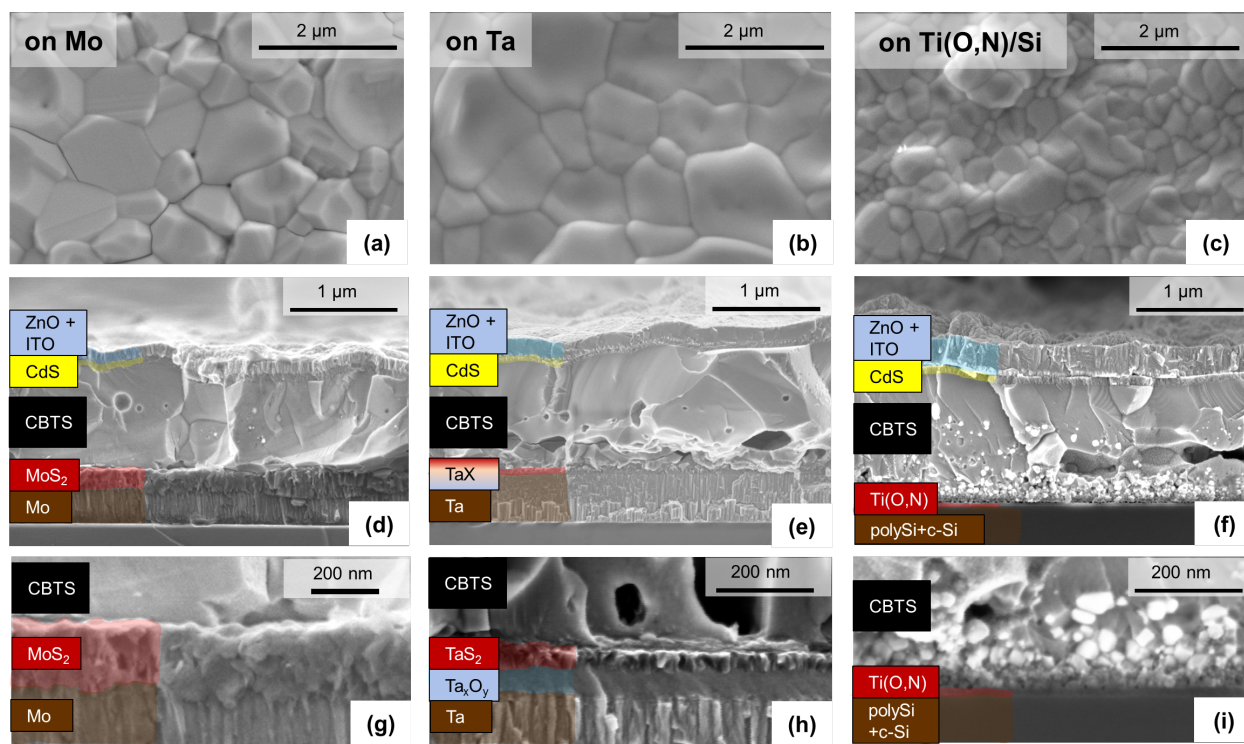 on Mo
2 µm
(a)
on Ta
2 µm
(b)
on Ti(O,N)/Si
2 µm
(c)
1 µm
ZnO +
ITO
CdS
CBTS
MoS₂
Mo
(d)
1 µm
ZnO +
ITO
CdS
CBTS
TaX
Ta
(e)
1 µm
ZnO +
ITO
CdS
CBTS
Ti(O,N)
polySi+c-Si
(f)
200 nm
CBTS
MoS₂
Mo
(g)
200 nm
CBTS
TaS₂
TaₓOᵧ
Ta
(h)
200 nm
CBTS
Ti(O,N)
polySi
+c-Si
(i)